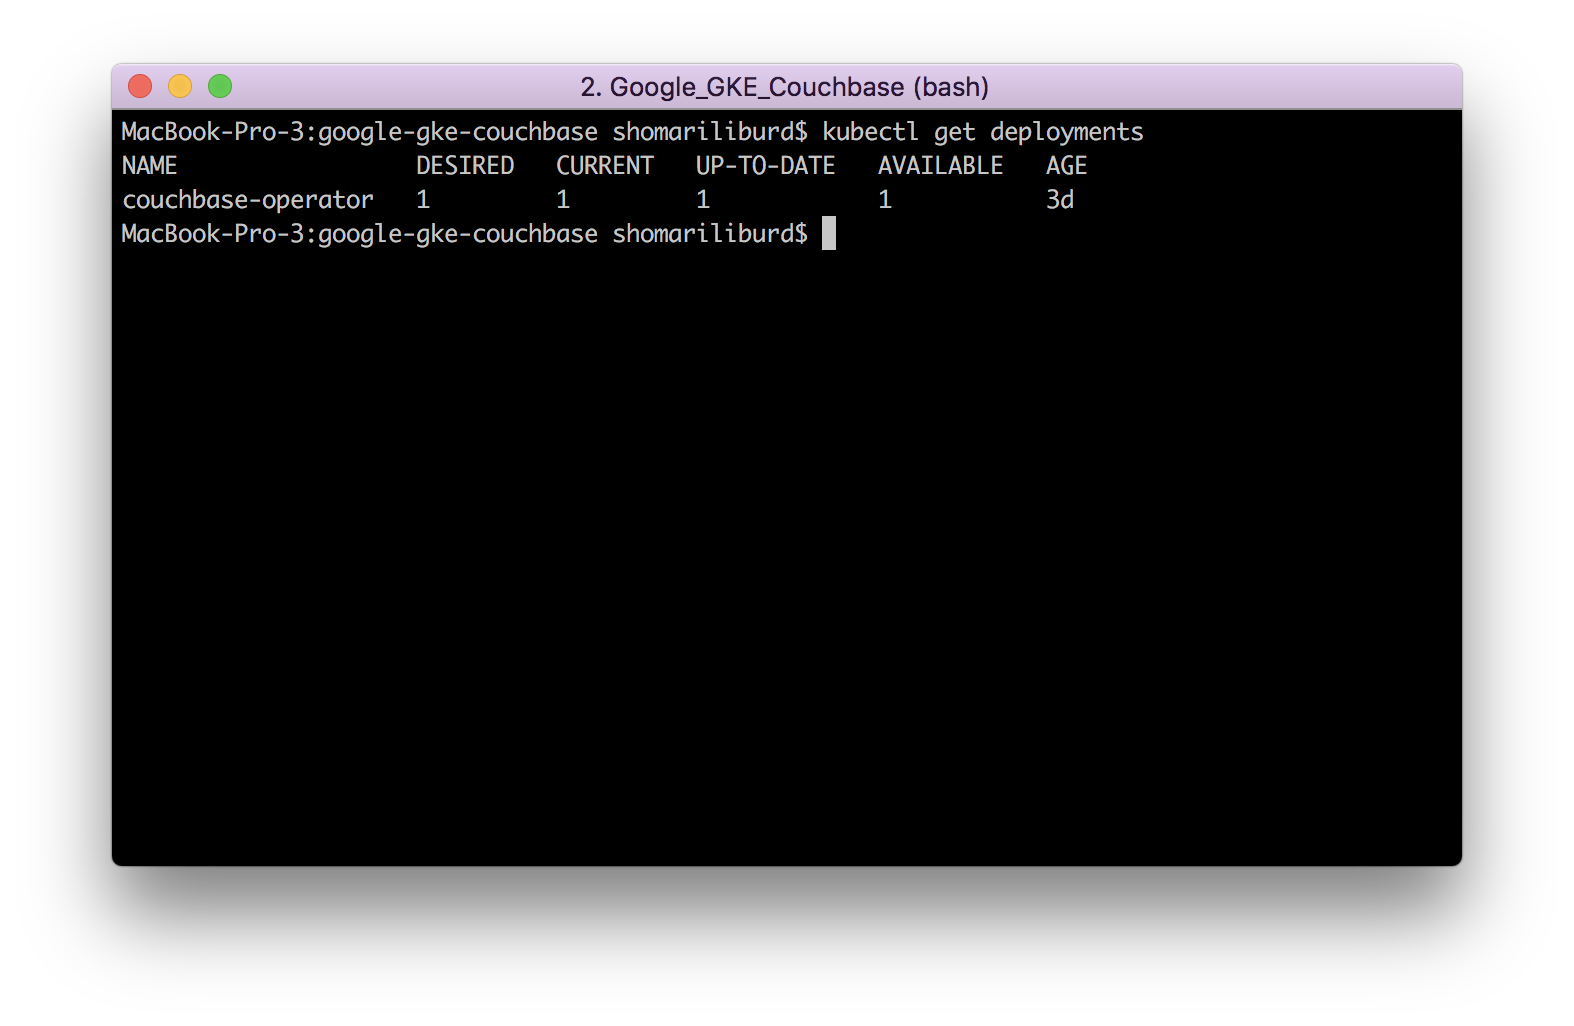 2. Google_GKE_Couchbase (bash)
MacBook-Pro-3:google-gke-couchbase shomariliburd$ kubectl get deployments
NAME                 DESIRED   CURRENT   UP-TO-DATE   AVAILABLE   AGE
couchbase-operator   1         1         1            1           3d
MacBook-Pro-3:google-gke-couchbase shomariliburd$